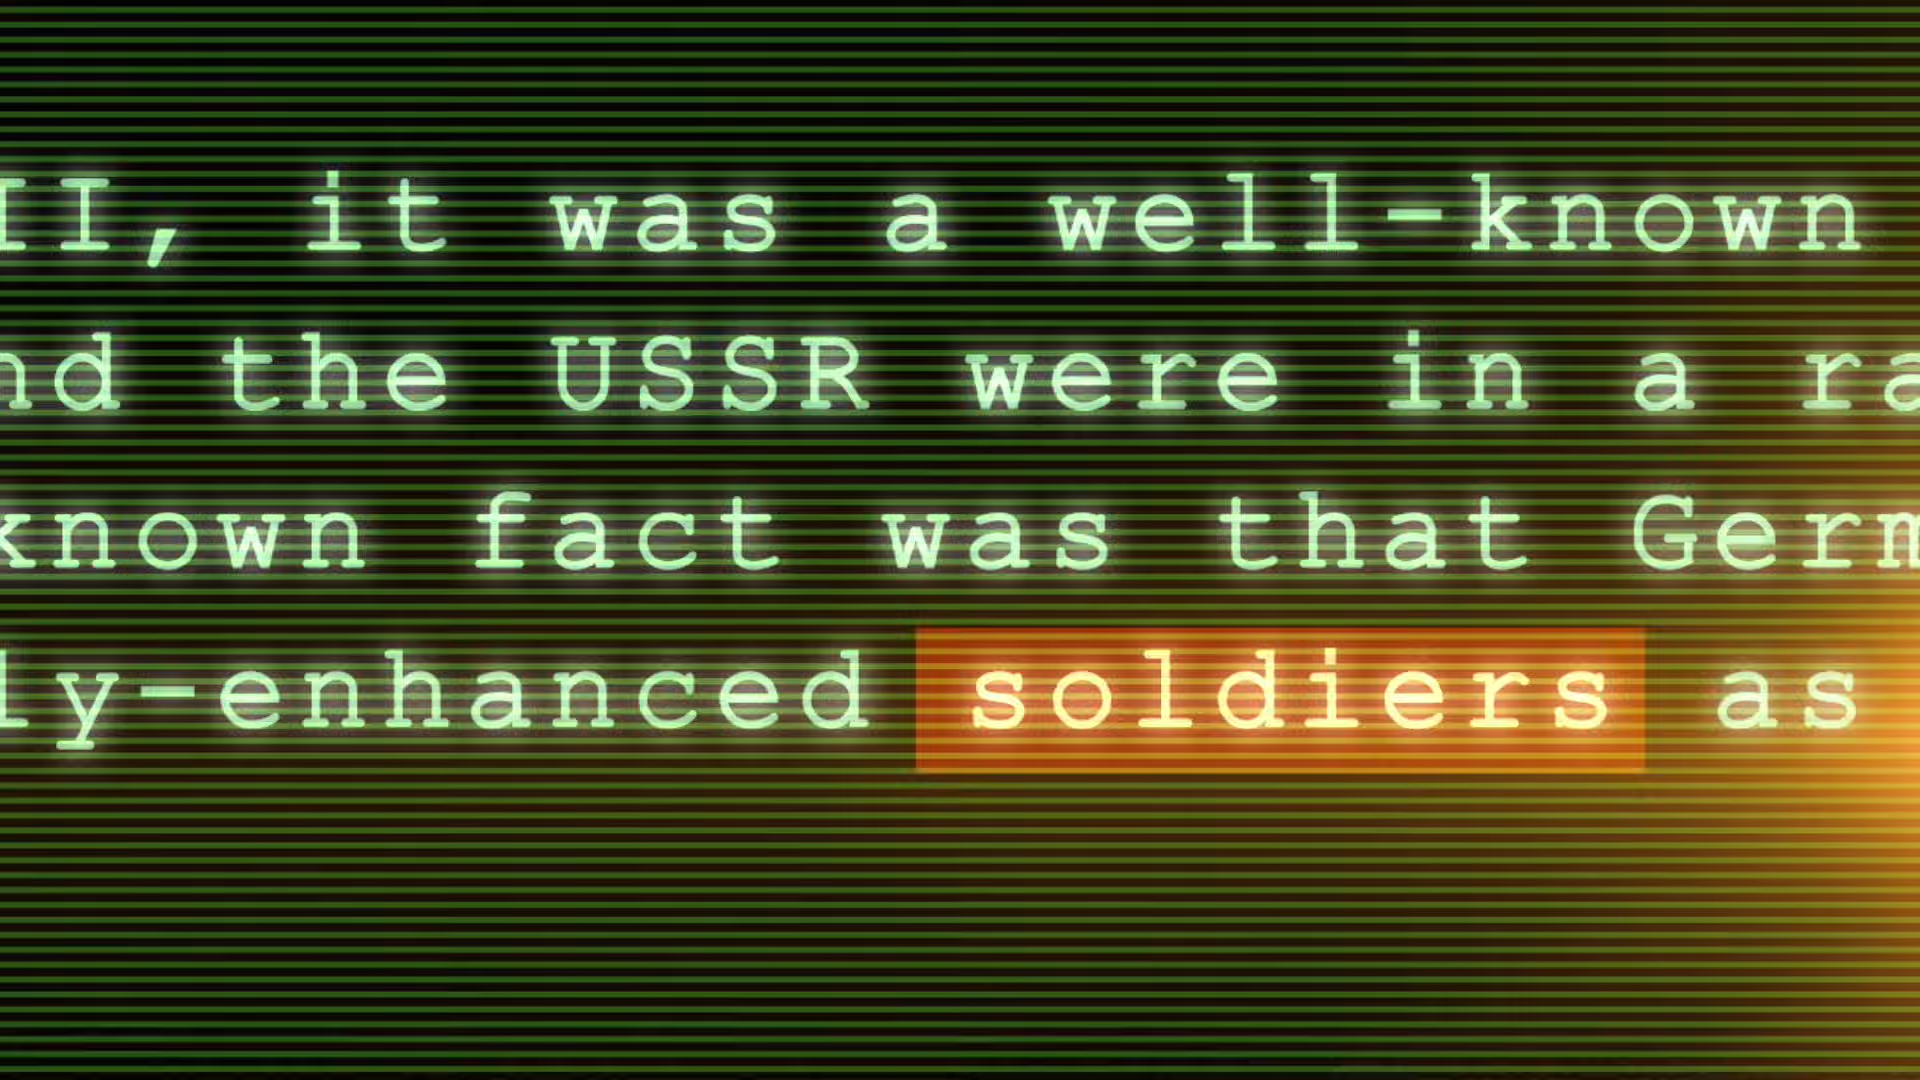 II, it was a well-known
nd the USSR were in a ra
known fact was that Germ
ly-enhanced soldiers as